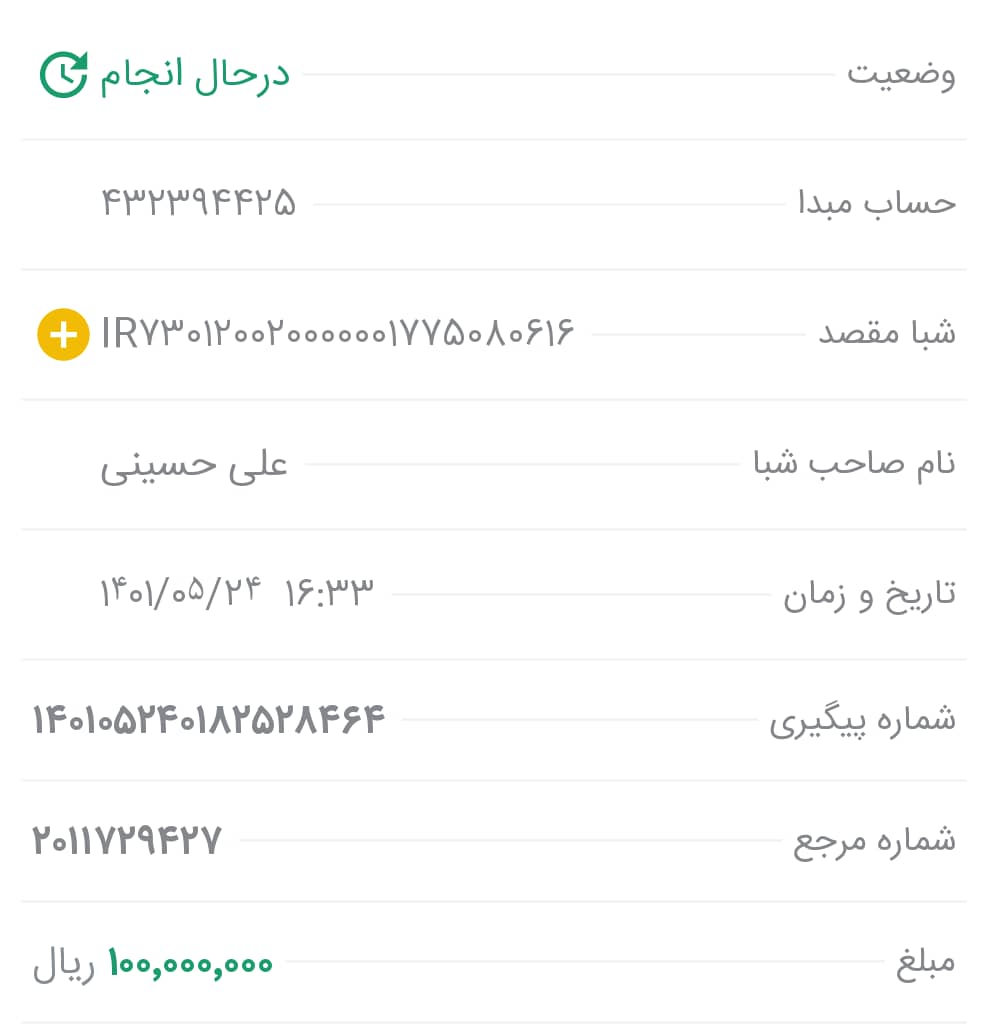 وضعیت درحال انجام
حساب مبدا ۴۳۲۳۹۴۴۲۵
شبا مقصد IR۷۳۰۱۲۰۰۲۰۰۰۰۰۰۱۷۷۵۰۸۰۶۱۶
نام صاحب شبا علی حسینی
تاریخ و زمان ۱۴۰۱/۰۵/۲۴ ۱۶:۳۳
شماره پیگیری ۱۴۰۱۰۵۲۴۰۱۸۲۵۲۸۴۶۴
شماره مرجع ۲۰۱۱۷۲۹۴۲۷
مبلغ ۱۰۰,۰۰۰,۰۰۰ ریال